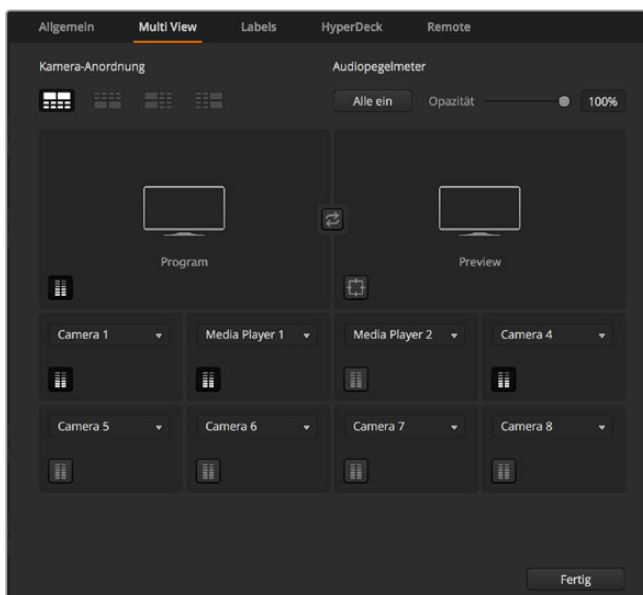 Allgemein Multi View Labels HyperDeck Remote
Kamera-Anordnung Audiopegelmeter
Alle ein Opazität 100%
Program Preview
Camera 1 Media Player 1 Media Player 2 Camera 4
Camera 5 Camera 6 Camera 7 Camera 8
Fertig